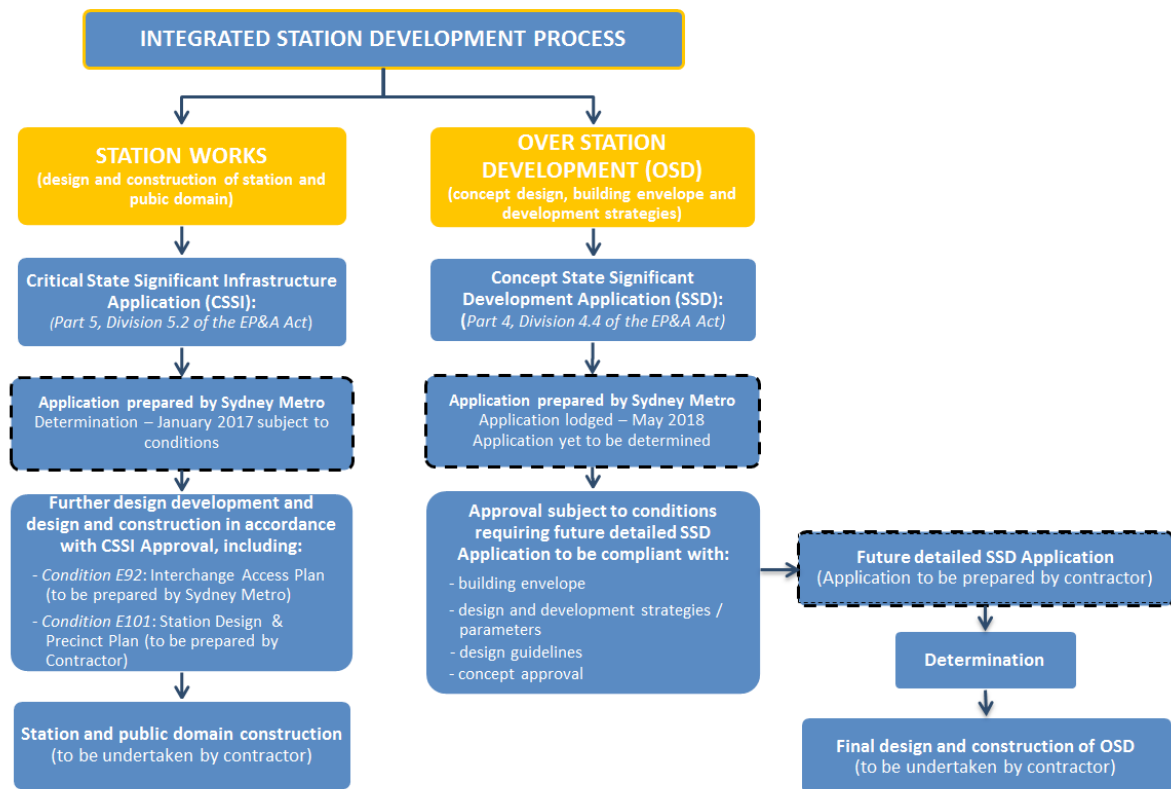 INTEGRATED STATION DEVELOPMENT PROCESS
STATION WORKS
(design and construction of station and
pubic domain)
Critical State Significant Infrastructure
Application (CSSI):
(Part 5, Division 5.2 of the EP&A Act)
Application prepared by Sydney Metro
Determination – January 2017 subject to
conditions
Further design development and
design and construction in accordance
with CSSI Approval, including:
- Condition E92: Interchange Access Plan
(to be prepared by Sydney Metro)
- Condition E101: Station Design &
Precinct Plan (to be prepared by
Contractor)
Station and public domain construction
(to be undertaken by contractor)
OVER STATION
DEVELOPMENT (OSD)
(concept design, building envelope and
development strategies)
Concept State Significant
Development Application (SSD):
(Part 4, Division 4.4 of the EP&A Act)
Application prepared by Sydney Metro
Application lodged – May 2018
Application yet to be determined
Approval subject to conditions
requiring future detailed SSD
Application to be compliant with:
- building envelope
- design and development strategies /
parameters
- design guidelines
- concept approval
Future detailed SSD Application
(Application to be prepared by contractor)
Determination
Final design and construction of OSD
(to be undertaken by contractor)